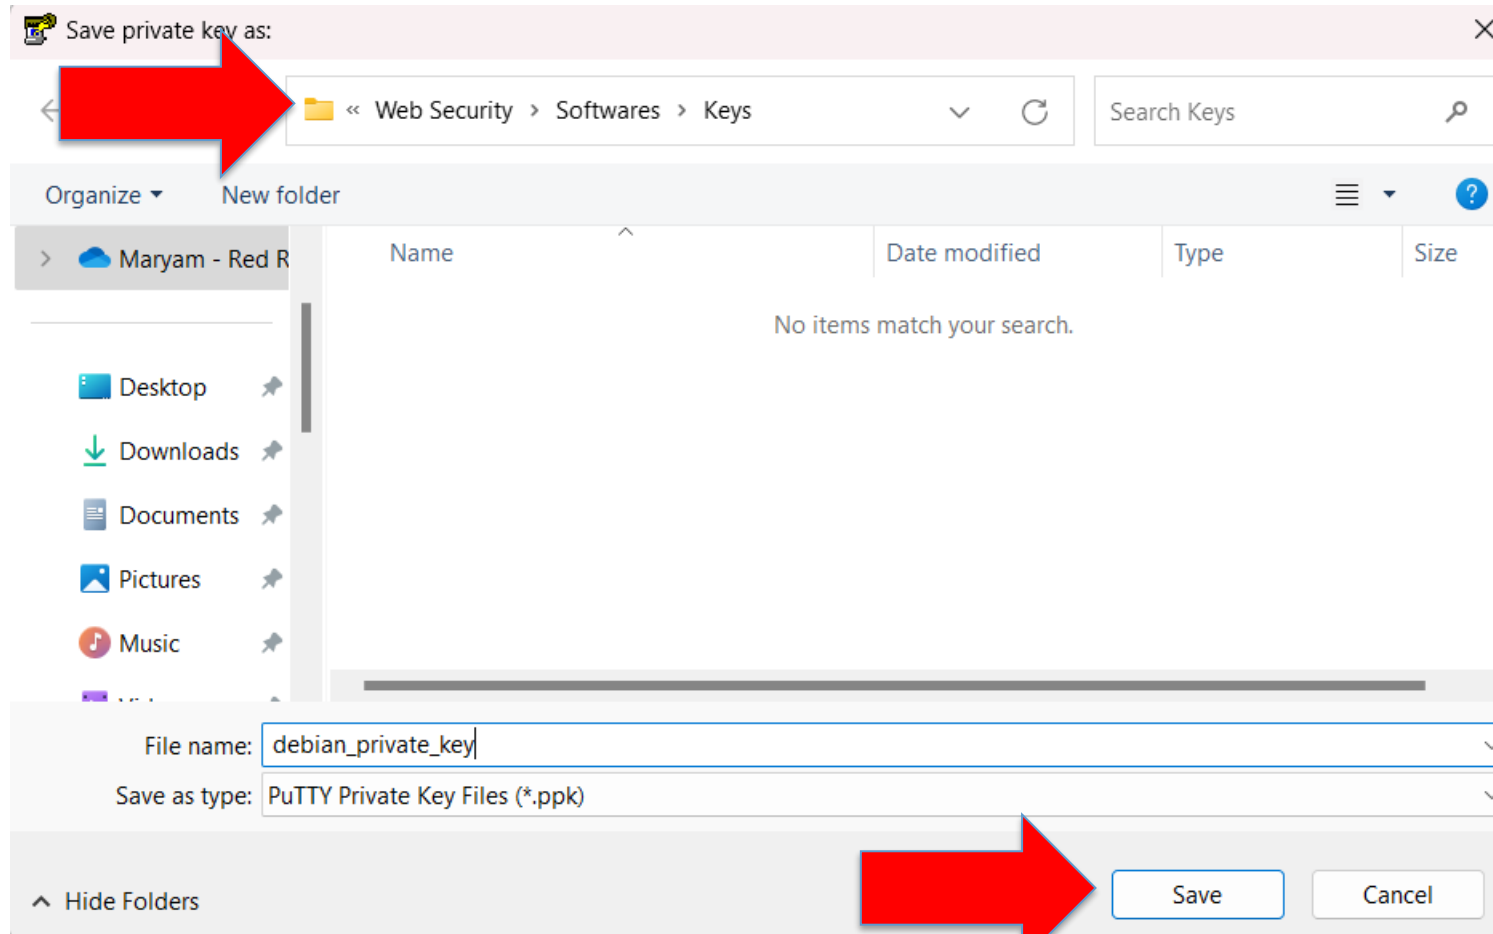 Save private key as:
« Web Security > Softwares > Keys
Search Keys
Organize
New folder
Maryam - Red R
Name
Date modified
Type
Size
No items match your search.
Desktop
Downloads
Documents
Pictures
Music
File name: debian_private_key
Save as type: PuTTY Private Key Files (*.ppk)
Hide Folders
Save
Cancel